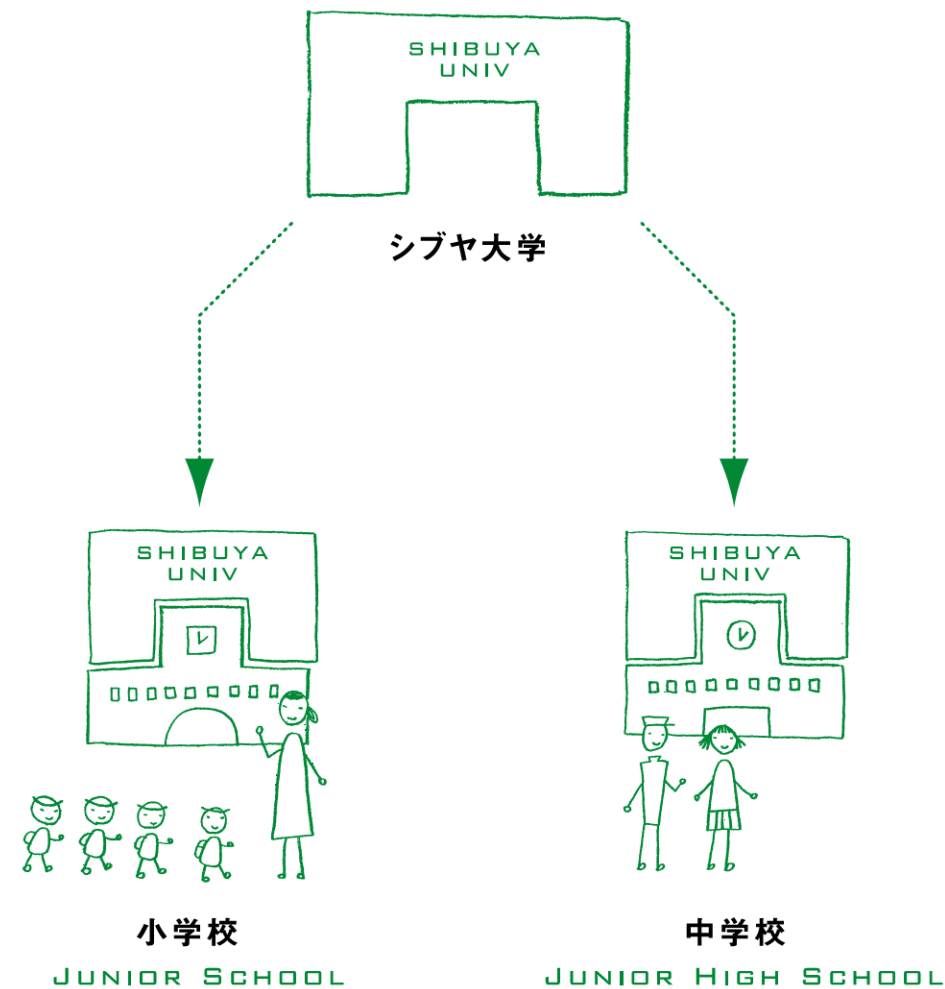 SHIBUYA
UNIV
シブヤ大学
SHIBUYA
UNIV
小学校
JUNIOR SCHOOL
SHIBUYA
UNIV
中学校
JUNIOR HIGH SCHOOL